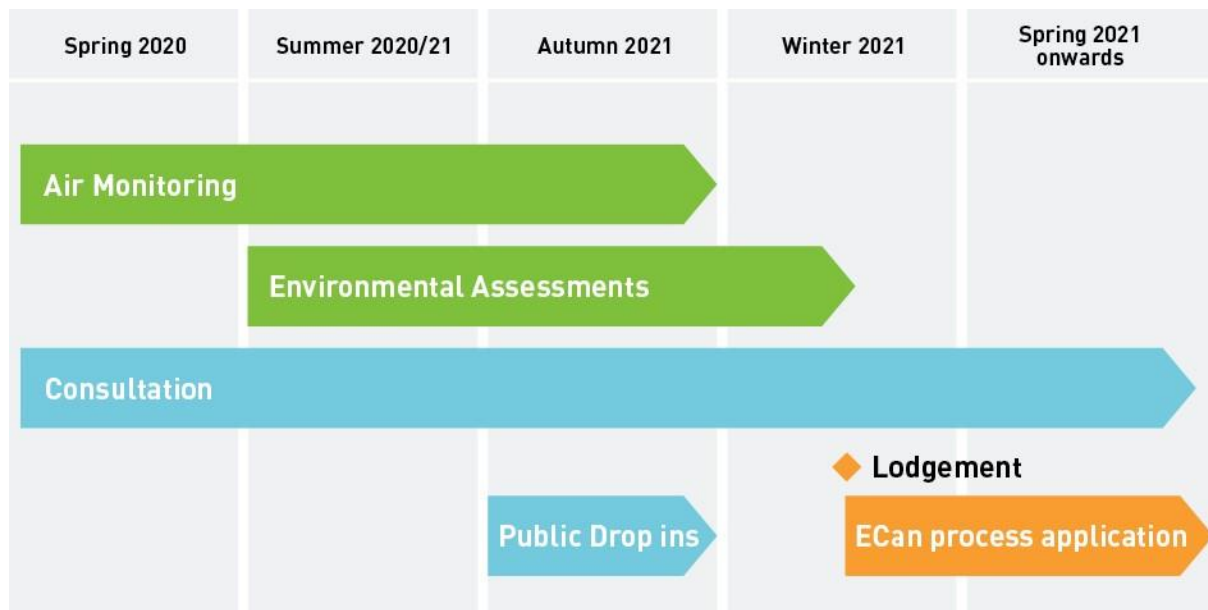 Spring 2020
Summer 2020/21
Autumn 2021
Winter 2021
Spring 2021
onwards
Air Monitoring
Environmental Assessments
Consultation
Lodgement
Public Drop ins
ECan process application